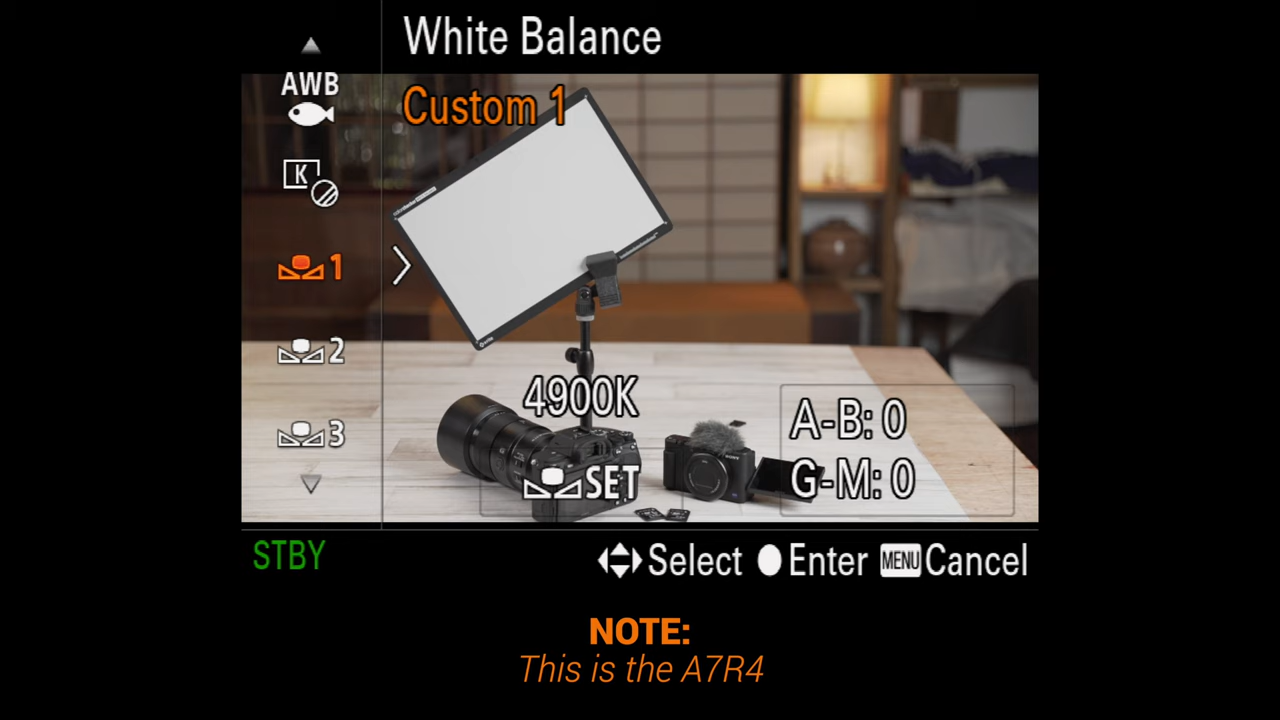 White Balance
AWB
Custom 1
K
1
2
3
4900K
SET
A-B: 0
G-M: 0
STBY
Select Enter MENU Cancel
NOTE:
This is the A7R4
SONY